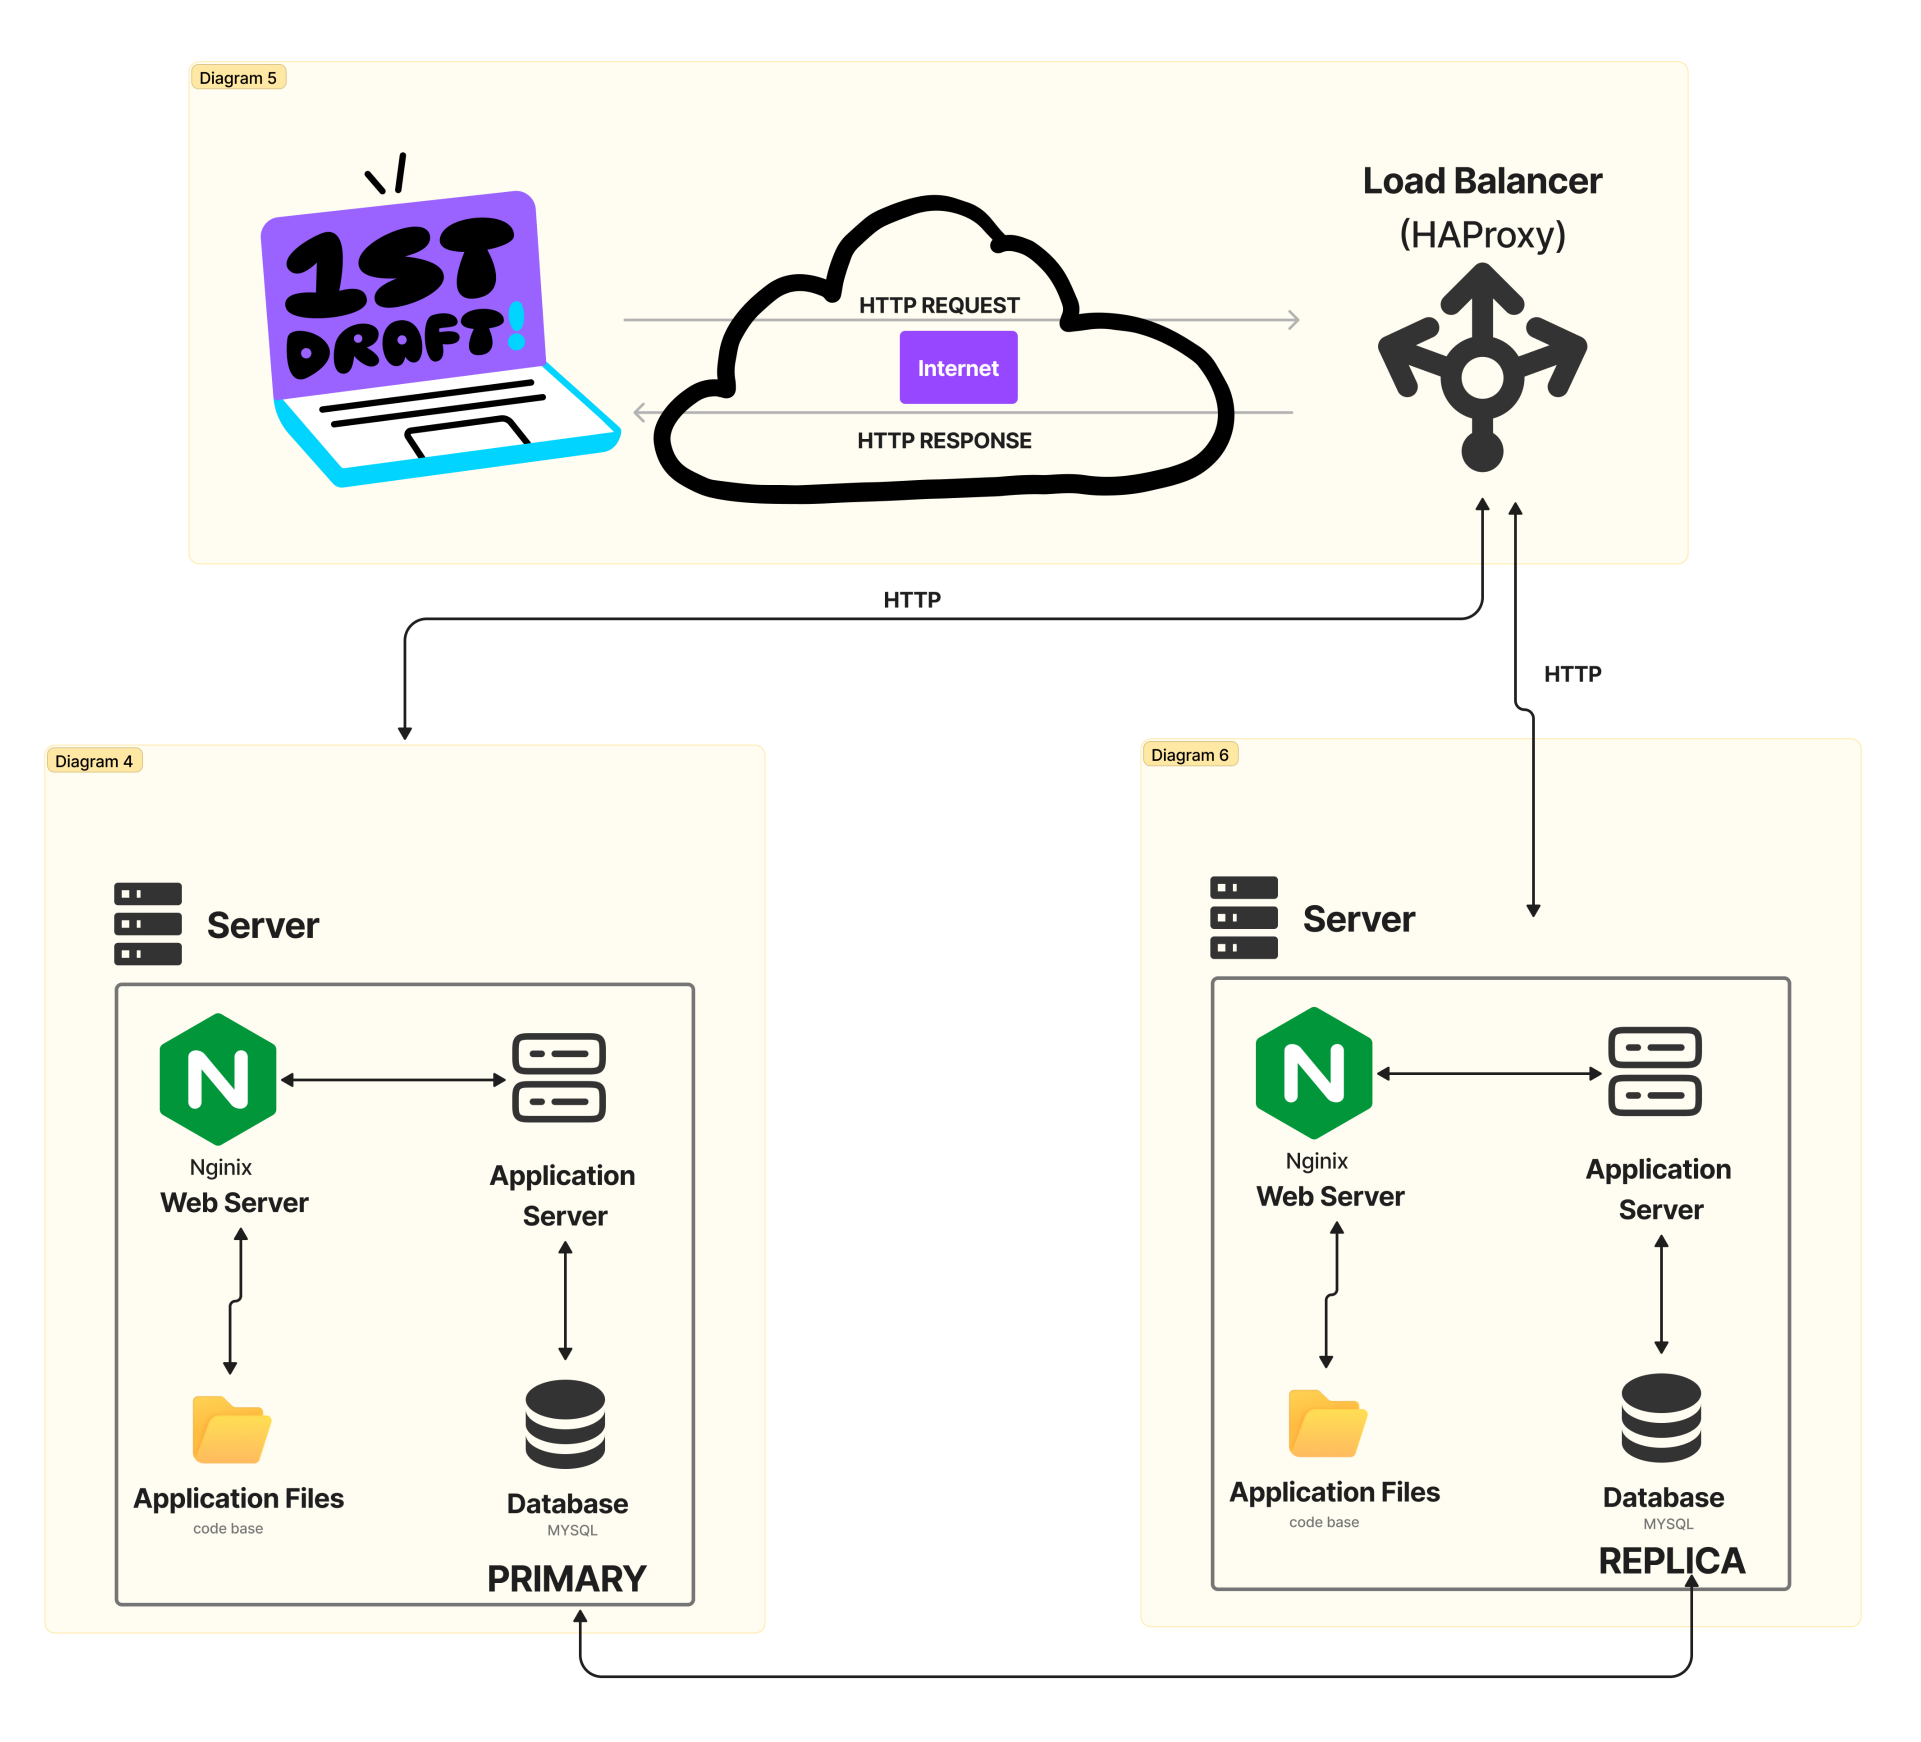 Diagram 5
1ST
DRAFT!
HTTP REQUEST
Internet
HTTP RESPONSE
Load Balancer
(HAProxy)
HTTP
HTTP
Diagram 4
Server
Nginix
Web Server
Application
Server
Application Files
code base
Database
MYSQL
PRIMARY
Diagram 6
Server
Nginix
Web Server
Application
Server
Application Files
code base
Database
MYSQL
REPLICA